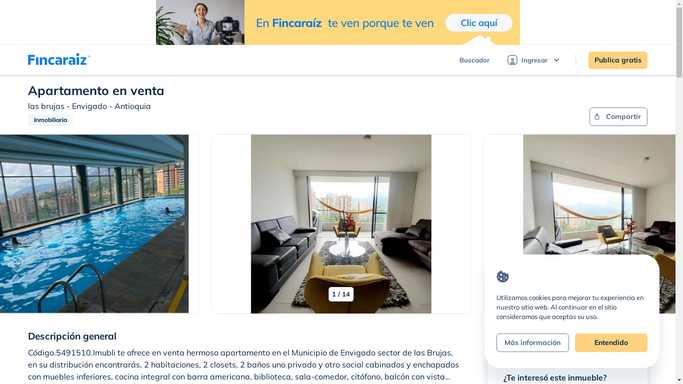 En Fincaraíz te ven porque te ven
Clic aquí
Fincaraiz
Buscador
Ingresar
Publica gratis
Apartamento en venta
las brujas - Envigado - Antioquia
Inmobiliaria
Compartir
1 / 14
Utilizamos cookies para mejorar tu experiencia en
nuestro sitio web. Al continuar en el sitio
consideramos que aceptas su uso.
Más información
Entendido
Descripción general
Código.5491510.Imubli te ofrece en venta hermoso apartamento en el Municipio de Envigado sector de las Brujas,
en su distribución encontrarás, 2 habitaciones, 2 closets, 2 baños uno privado y otro social cabinados y enchapados
con muebles inferiores, cocina integral con barra americana, biblioteca, sala-comedor, citófono, balcón con vista...
¿Te interesó este inmueble?